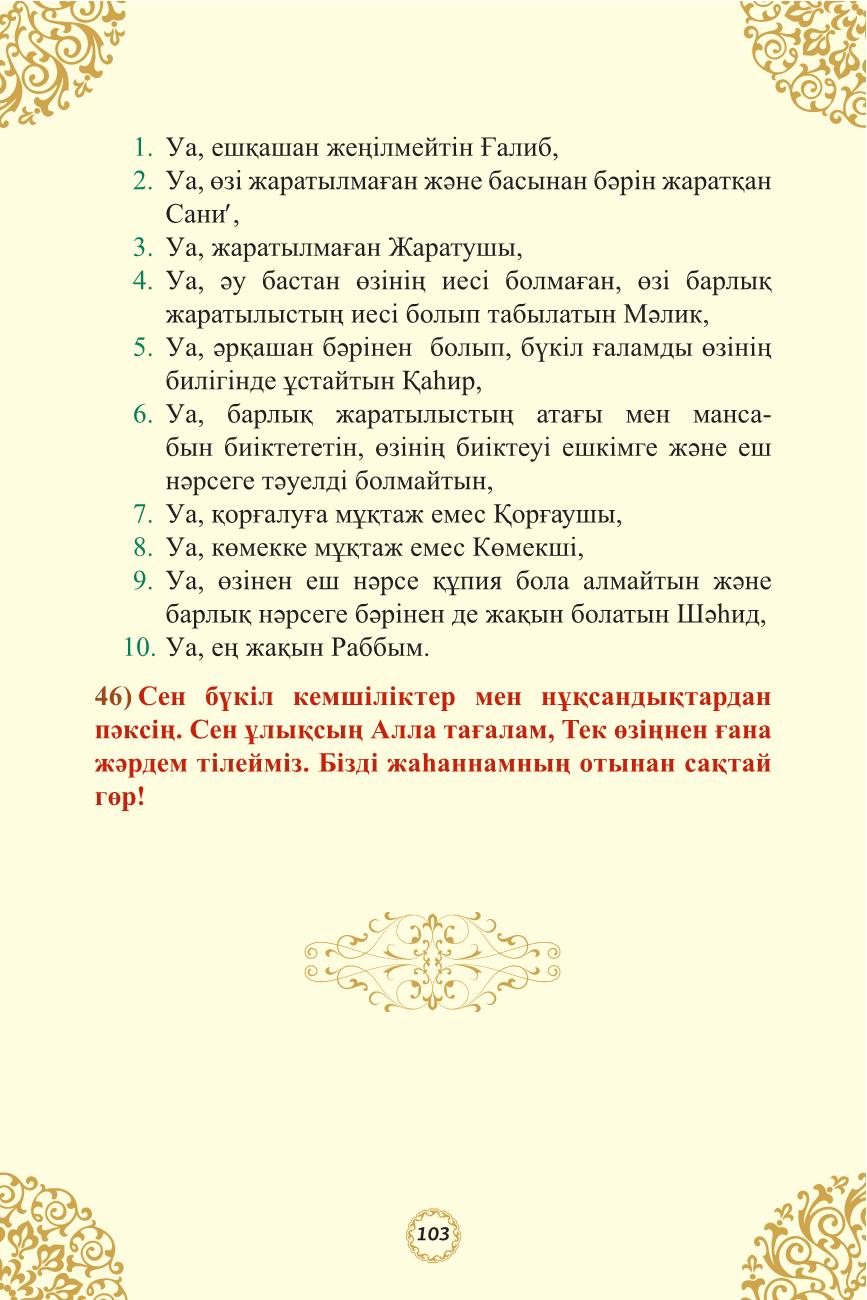 1. Уа, ешқашан жеңілмейтін Ғалиб,
2. Уа, өзі жаратылмаған және басынан бәрін жаратқан
Сани′,
3. Уа, жаратылмаған Жаратушы,
4. Уа, әу бастан өзінің иесі болмаған, өзі барлық
жаратылыстың иесі болып табылатын Мәлик,
5. Уа, әрқашан бәрінен болып, бүкіл ғаламды өзінің
билігінде ұстайтын Қаһир,
6. Уа, барлық жаратылыстың атағы мен манса-
бын биіктететін, өзінің биіктеуі ешкімге және еш
нәрсеге тәуелді болмайтын,
7. Уа, қорғалуға мұқтаж емес Қорғаушы,
8. Уа, көмекке мұқтаж емес Көмекші,
9. Уа, өзінен еш нәрсе құпия бола алмайтын және
барлық нәрсеге бәрінен де жақын болатын Шәһид,
10. Уа, ең жақын Раббым.
46) Сен бүкіл кемшіліктер мен нұқсандықтардан
пәксің. Сен ұлықсың Алла тағалам, Тек өзіңнен ғана
жәрдем тілейміз. Бізді жаһаннамның отынан сақтай
гөр!
103